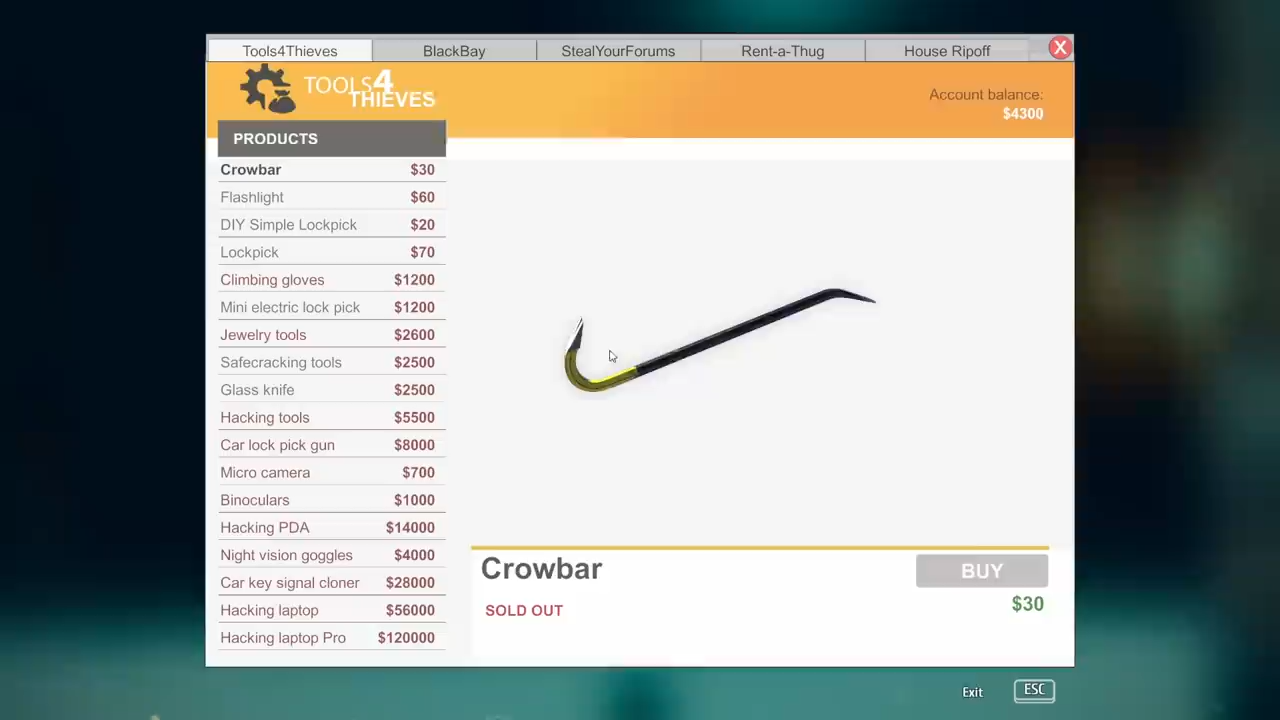 Tools4Thieves BlackBay StealYourForums Rent-a-Thug House Ripoff X
TOOLS4
THIEVES
Account balance:
$4300
PRODUCTS
Crowbar $30
Flashlight $60
DIY Simple Lockpick $20
Lockpick $70
Climbing gloves $1200
Mini electric lock pick $1200
Jewelry tools $2600
Safecracking tools $2500
Glass knife $2500
Hacking tools $5500
Car lock pick gun $8000
Micro camera $700
Binoculars $1000
Hacking PDA $14000
Night vision goggles $4000
Car key signal cloner $28000
Hacking laptop $56000
Hacking laptop Pro $120000
Crowbar BUY
SOLD OUT $30
Exit ESC